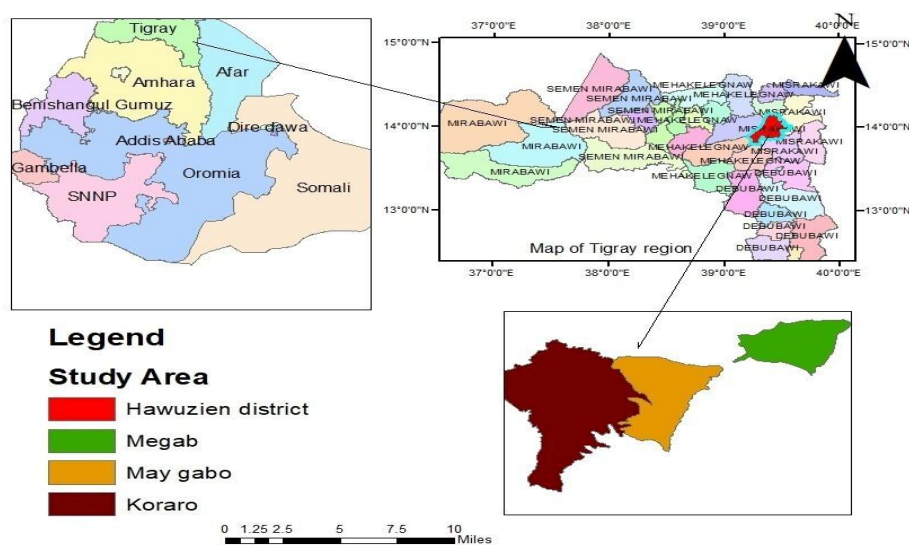 Tigray
Amhara
Afar
Benishangul Gumuz
Dire dawa
Addis Ababa
Gambella
Oromia
SNNP
Somali
37°0'0"E 38°0'0"E 39°0'0"E 40°0'0"E
N
15°0'0"N 15°0'0"N
14°0'0"N 14°0'0"N
13°0'0"N 13°0'0"N
SEMEN MIRABAWI MEHAKELEGNAW MISRAKAWI
SEMEN MIRABAWI MEHAKELEGNAW
SEMEN MIRABAWI
MIRABAWI SEMEN MIRABAWI MEHAKELEGNAW
SEMEN MIRABAWI MISRAKAWI
MIRABAWI MEHAKELEGNAW MISRAKAWI
SEMEN MIRABAWI MEHAKELEGNAW
MIRABAWI MEHAKELEGNAW DEBUBAWI
DEBUBAWI
DEBUBAWI
DEBUBAWI
DEBUBAWI
DEBUBAWI
DEBUBAWI
Map of Tigray region
37°0'0"E 38°0'0"E 39°0'0"E 40°0'0"E
Legend
Study Area
Hawuzien district
Megab
May gabo
Koraro
0 1.25 2.5 5 7.5 10
Miles